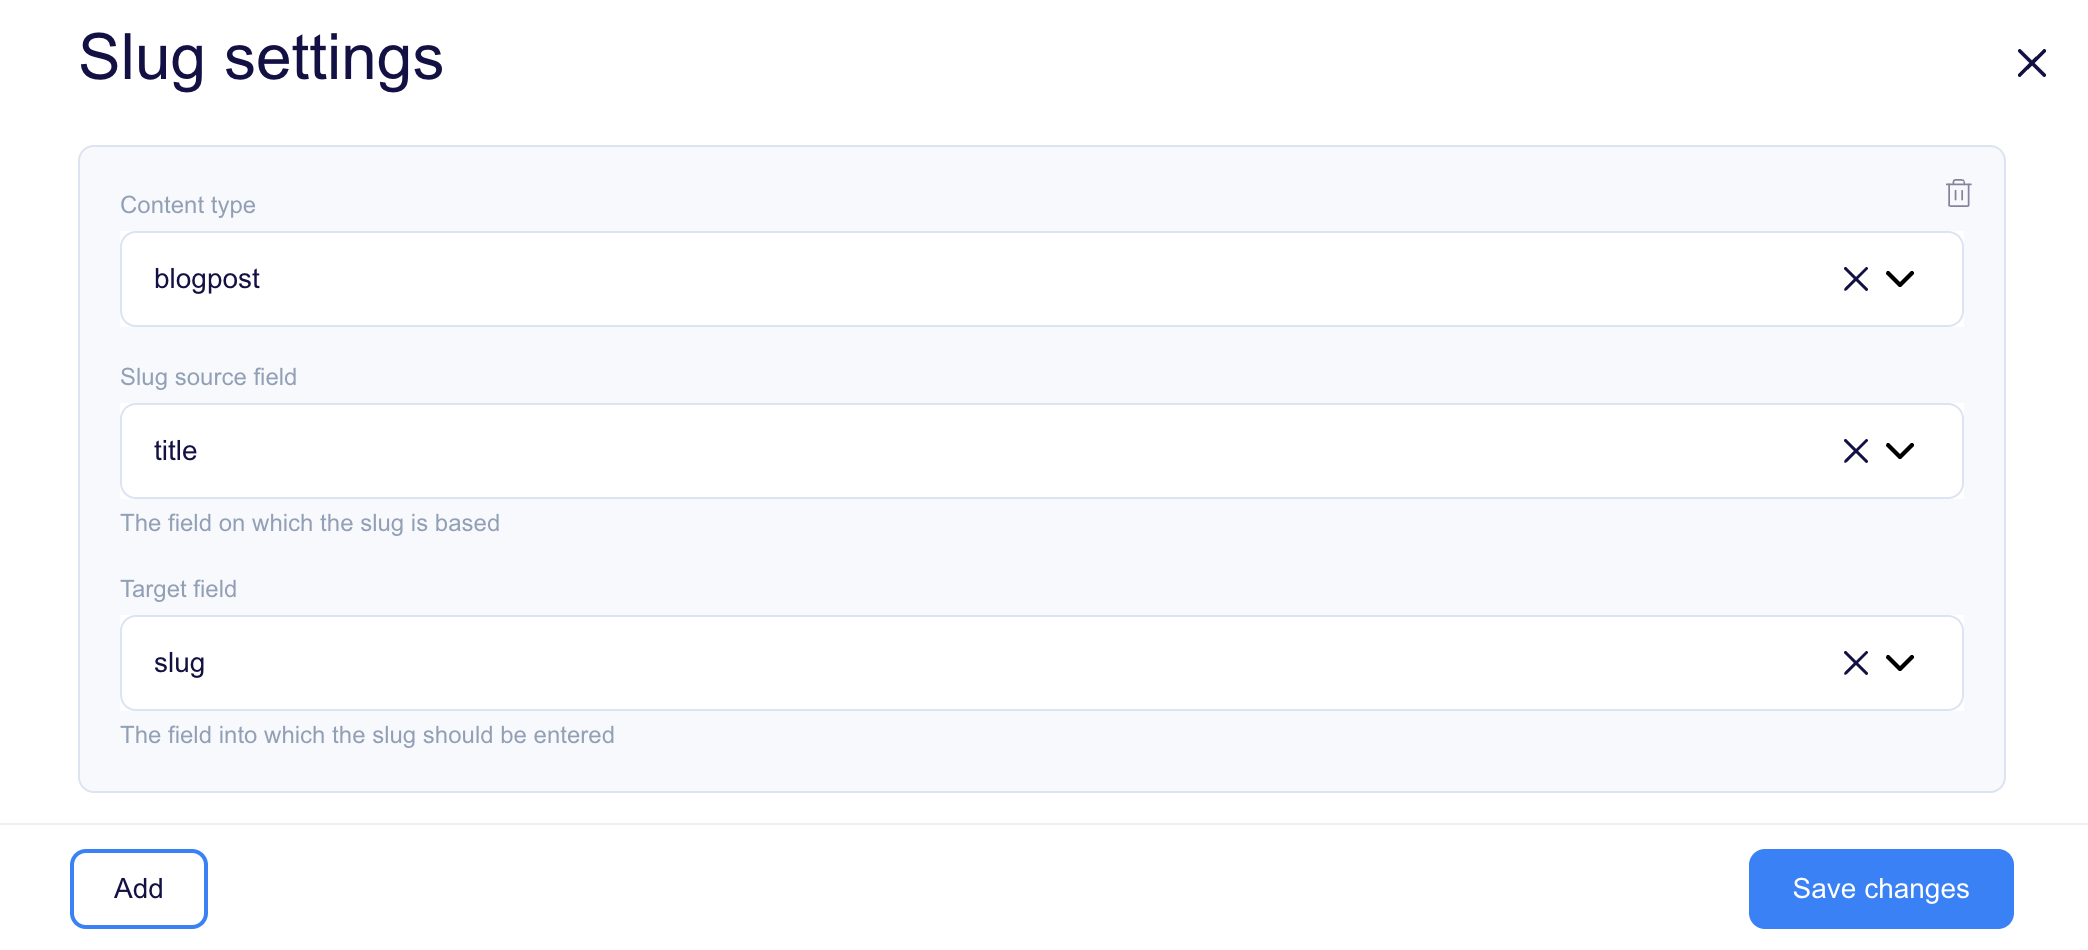 Slug settings
Content type
blogpost
Slug source field
title
The field on which the slug is based
Target field
slug
The field into which the slug should be entered
Add
Save changes